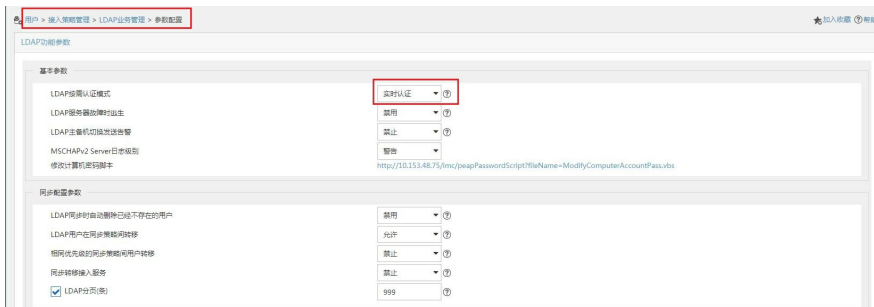 用户 > 接入策略管理 > LDAP业务管理 > 参数配置
加入收藏 ?帮助
LDAP功能参数
基本参数
LDAP按需认证模式 实时认证
LDAP服务器故障时逃生 禁用
LDAP主备机切换发送告警 禁止
MSCHAPv2 Server日志级别 警告
修改计算机密码脚本 http://10.153.48.75/imc/peapPasswordScript?fileName=ModifyComputerAccountPass.vbs
同步配置参数
LDAP同步时自动删除已经不存在的用户 禁用
LDAP用户在同步策略间转移 允许
相同优先级的同步策略间用户转移 禁止
同步转移接入服务 禁止
LDAP分页(条) 999